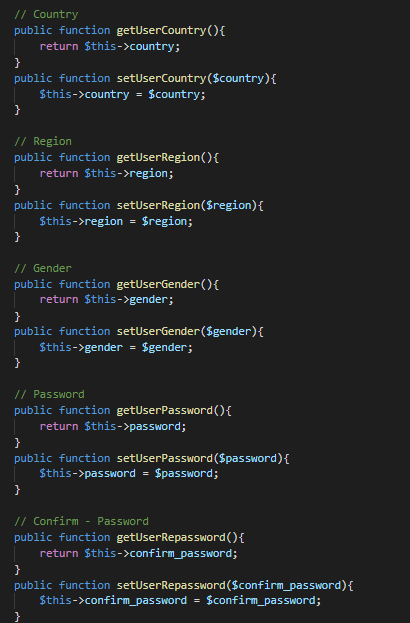 // Country
public function getUserCountry(){
return $this->country;
}
public function setUserCountry($country){
$this->country = $country;
}
// Region
public function getUserRegion(){
return $this->region;
}
public function setUserRegion($region){
$this->region = $region;
}
// Gender
public function getUserGender(){
return $this->gender;
}
public function setUserGender($gender){
$this->gender = $gender;
}
// Password
public function getUserPassword(){
return $this->password;
}
public function setUserPassword($password){
$this->password = $password;
}
// Confirm - Password
public function getUserRepassword(){
return $this->confirm_password;
}
public function setUserRepassword($confirm_password){
$this->confirm_password = $confirm_password;
}